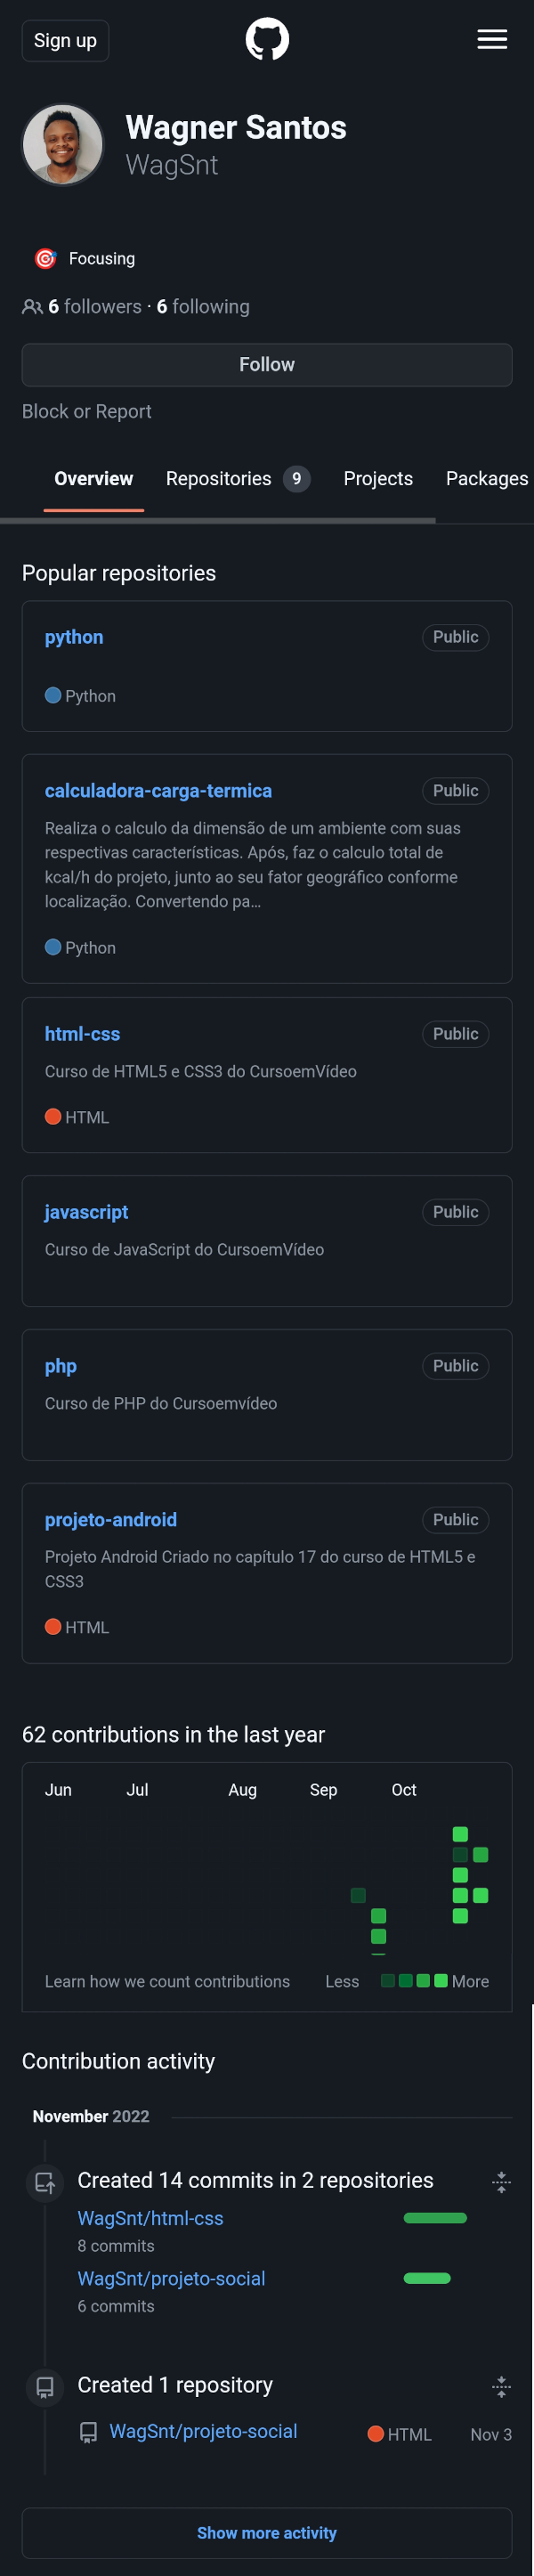 Sign up
Wagner Santos
WagSnt
Focusing
6 followers · 6 following
Follow
Block or Report
Overview Repositories 9 Projects Packages
Popular repositories
python Public
Python
calculadora-carga-termica Public
Realiza o calculo da dimensão de um ambiente com suas
respectivas características. Após, faz o calculo total de
kcal/h do projeto, junto ao seu fator geográfico conforme
localização. Convertendo pa...
Python
html-css Public
Curso de HTML5 e CSS3 do CursoemVídeo
HTML
javascript Public
Curso de JavaScript do CursoemVídeo
php Public
Curso de PHP do Cursoemvídeo
projeto-android Public
Projeto Android Criado no capítulo 17 do curso de HTML5 e
CSS3
HTML
62 contributions in the last year
Jun Jul Aug Sep Oct
Learn how we count contributions Less More
Contribution activity
November 2022
Created 14 commits in 2 repositories
WagSnt/html-css
8 commits
WagSnt/projeto-social
6 commits
Created 1 repository
WagSnt/projeto-social HTML Nov 3
Show more activity